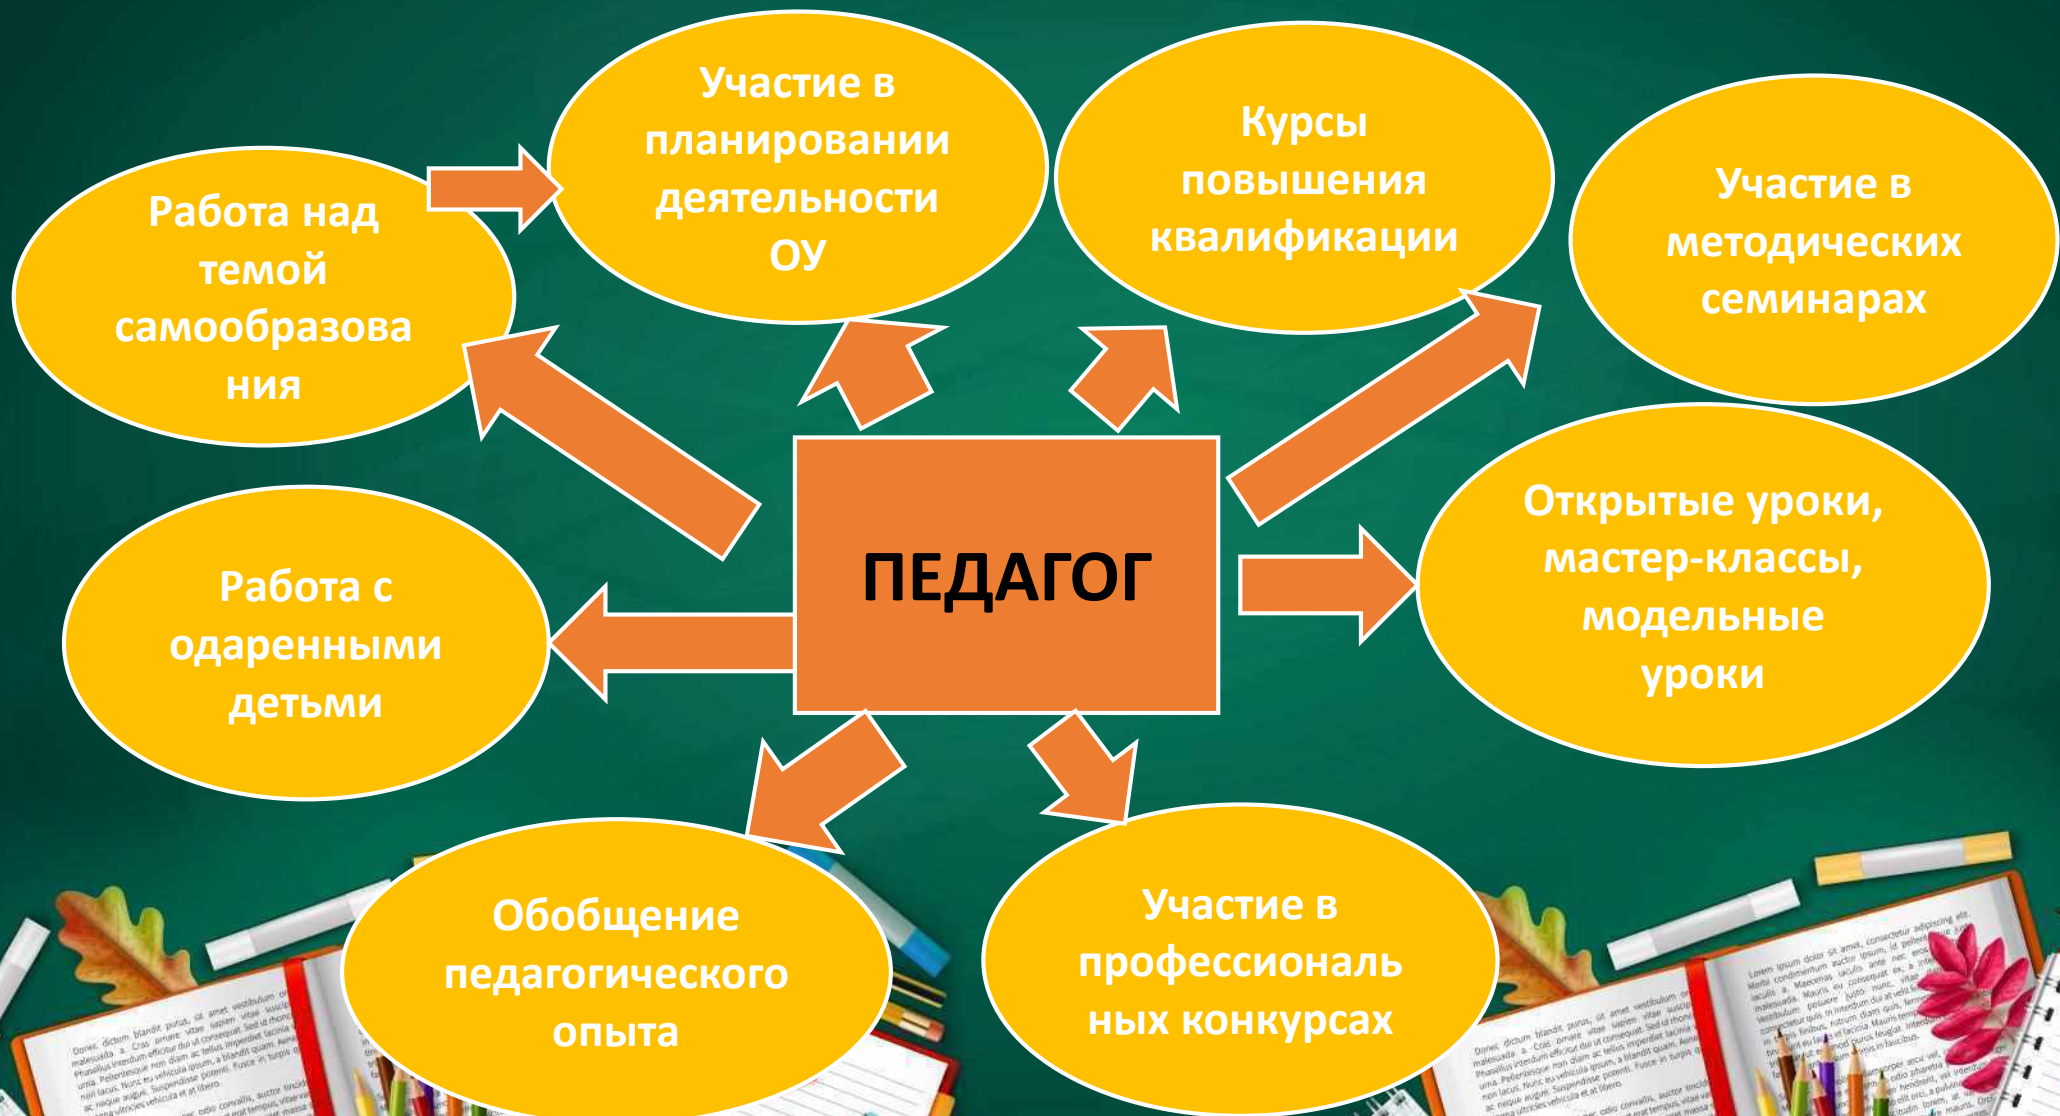 Участие в
планировании
деятельности
ОУ
Курсы
повышения
квалификации
Участие в
методических
семинарах
Работа над
темой
самообразова
ния
Открытые уроки,
мастер-классы,
модельные
уроки
ПЕДАГОГ
Работа с
одаренными
детьми
Обобщение
педагогического
опыта
Участие в
профессиональ
ных конкурсах